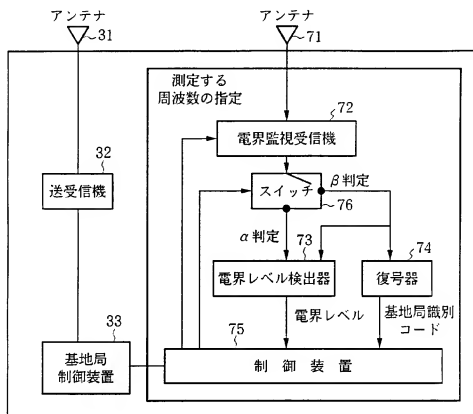 アンテナ
31
アンテナ
71
測定する
周波数の指定
72
電界監視受信機
32
送受信機
スイッチ
β判定
76
α判定
73
74
電界レベル検出器
復号器
電界レベル
基地局識別
コード
33
75
基地局
制御装置
制御装置